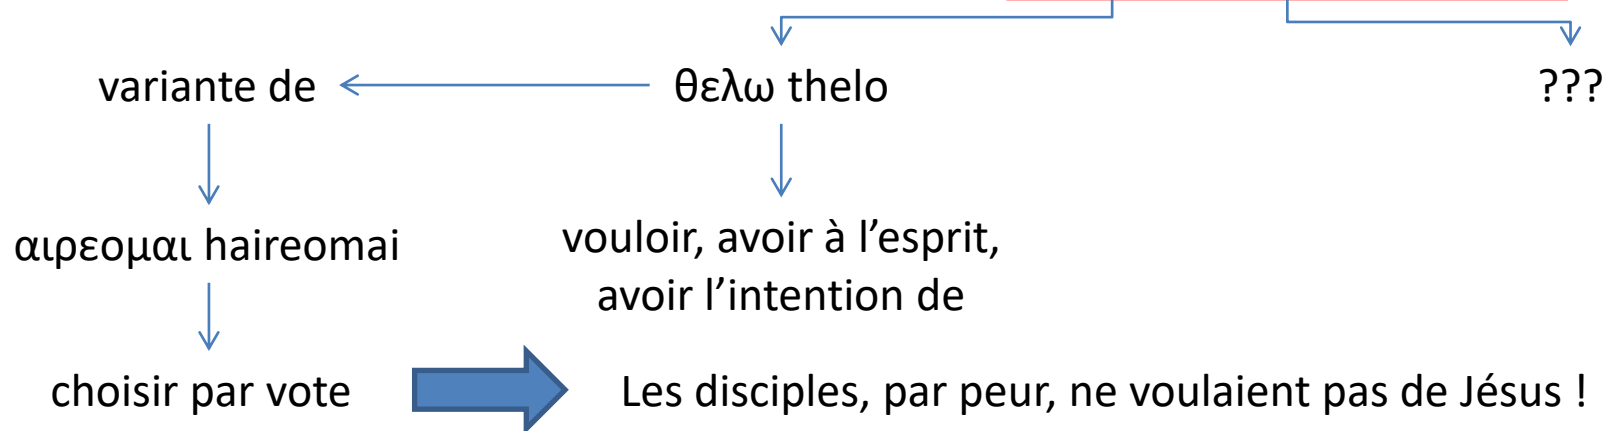 variante de
θελω thelo
???
αιρεομαι haireomai
vouloir, avoir à l’esprit,
avoir l’intention de
choisir par vote
Les disciples, par peur, ne voulaient pas de Jésus !